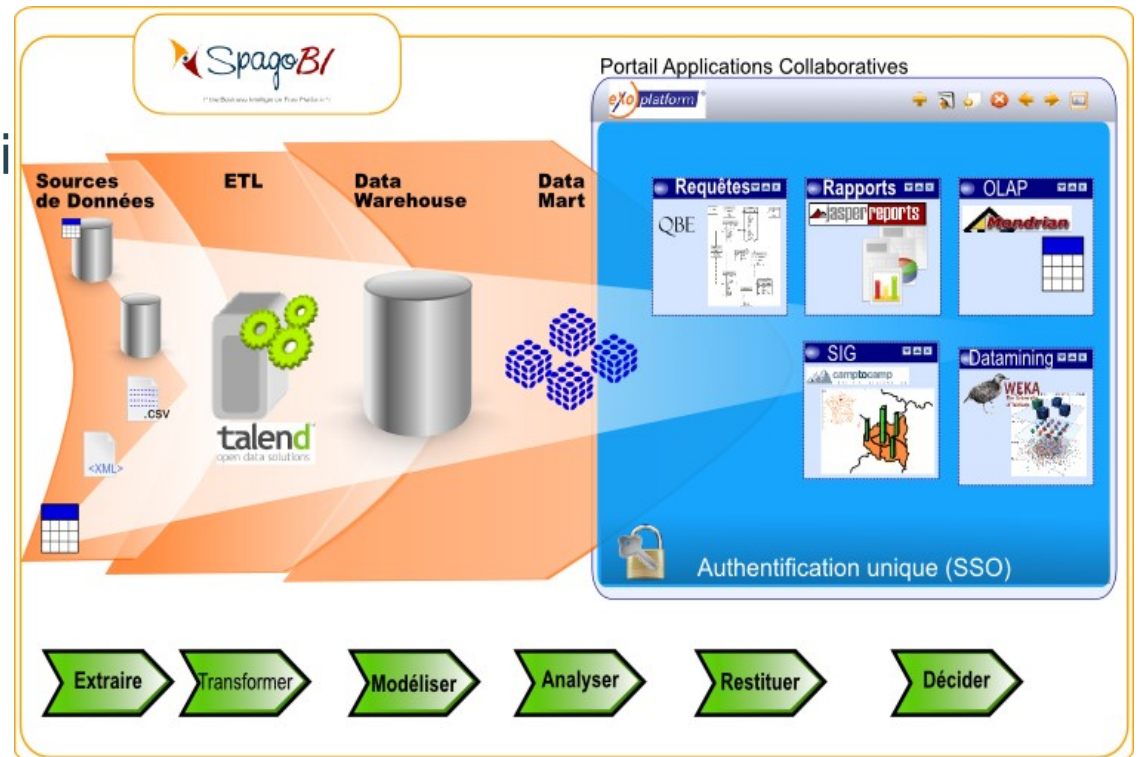 SpagoBI
Portail Applications Collaboratives
eXo platform
i
Sources
de Données
ETL
Data
Warehouse
Data
Mart
Requêtes
QBE
Rapports
jasperreports
OLAP
Mondrian
SIG
camptocamp
Datamining
WEKA
.CSV
<XML>
talend
open data solutions
Authentification unique (SSO)
Extraire
Transformer
Modéliser
Analyser
Restituer
Décider